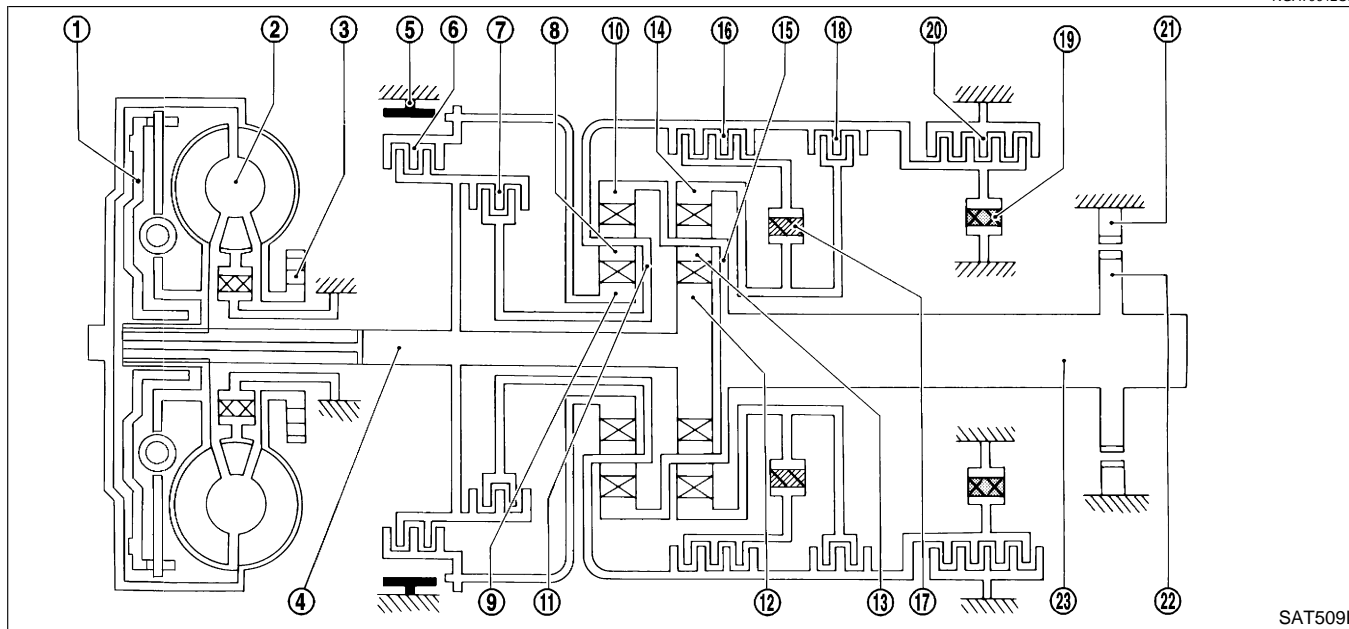 ① ② ③ ⑤ ⑥ ⑦ ⑧ ⑩ ⑭ ⑯ ⑮ ⑱ ⑳ ⑲ ㉑
④ ⑨ ⑪ ⑫ ⑬ ⑰ ㉓ ㉒